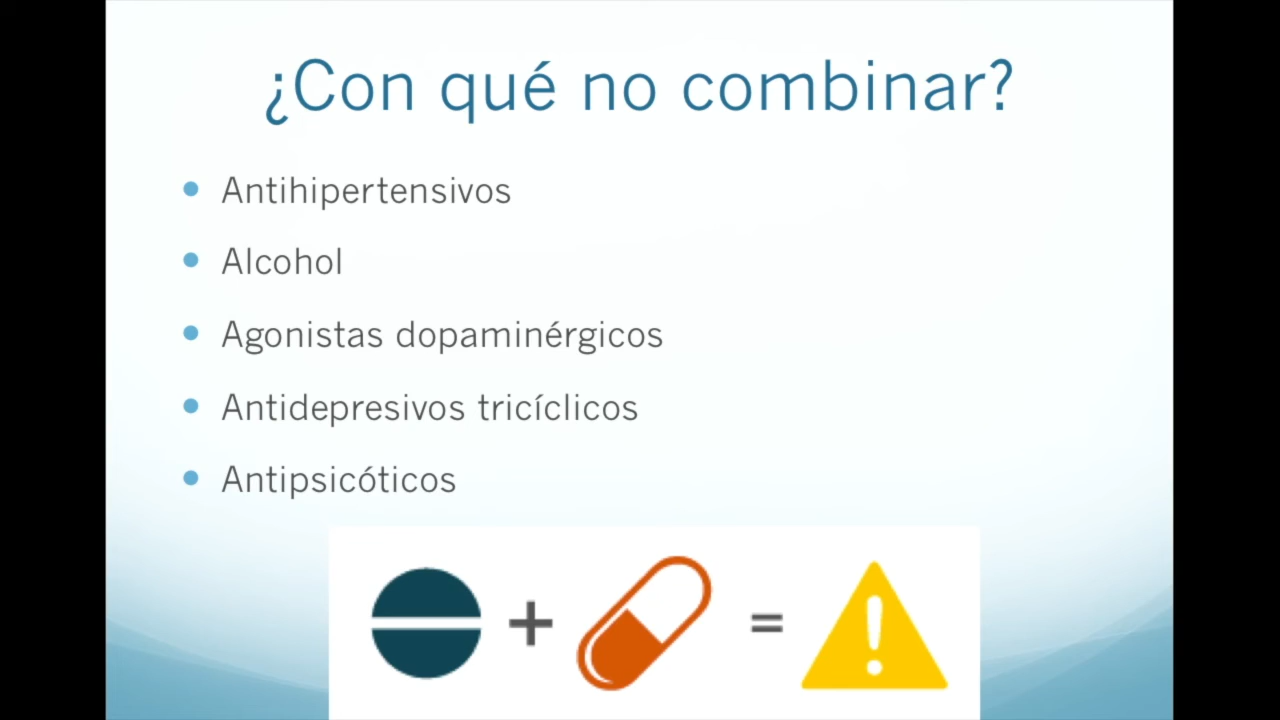 ¿Con qué no combinar?
Antihipertensivos
Alcohol
Agonistas dopaminérgicos
Antidepresivos tricíclicos
Antipsicóticos